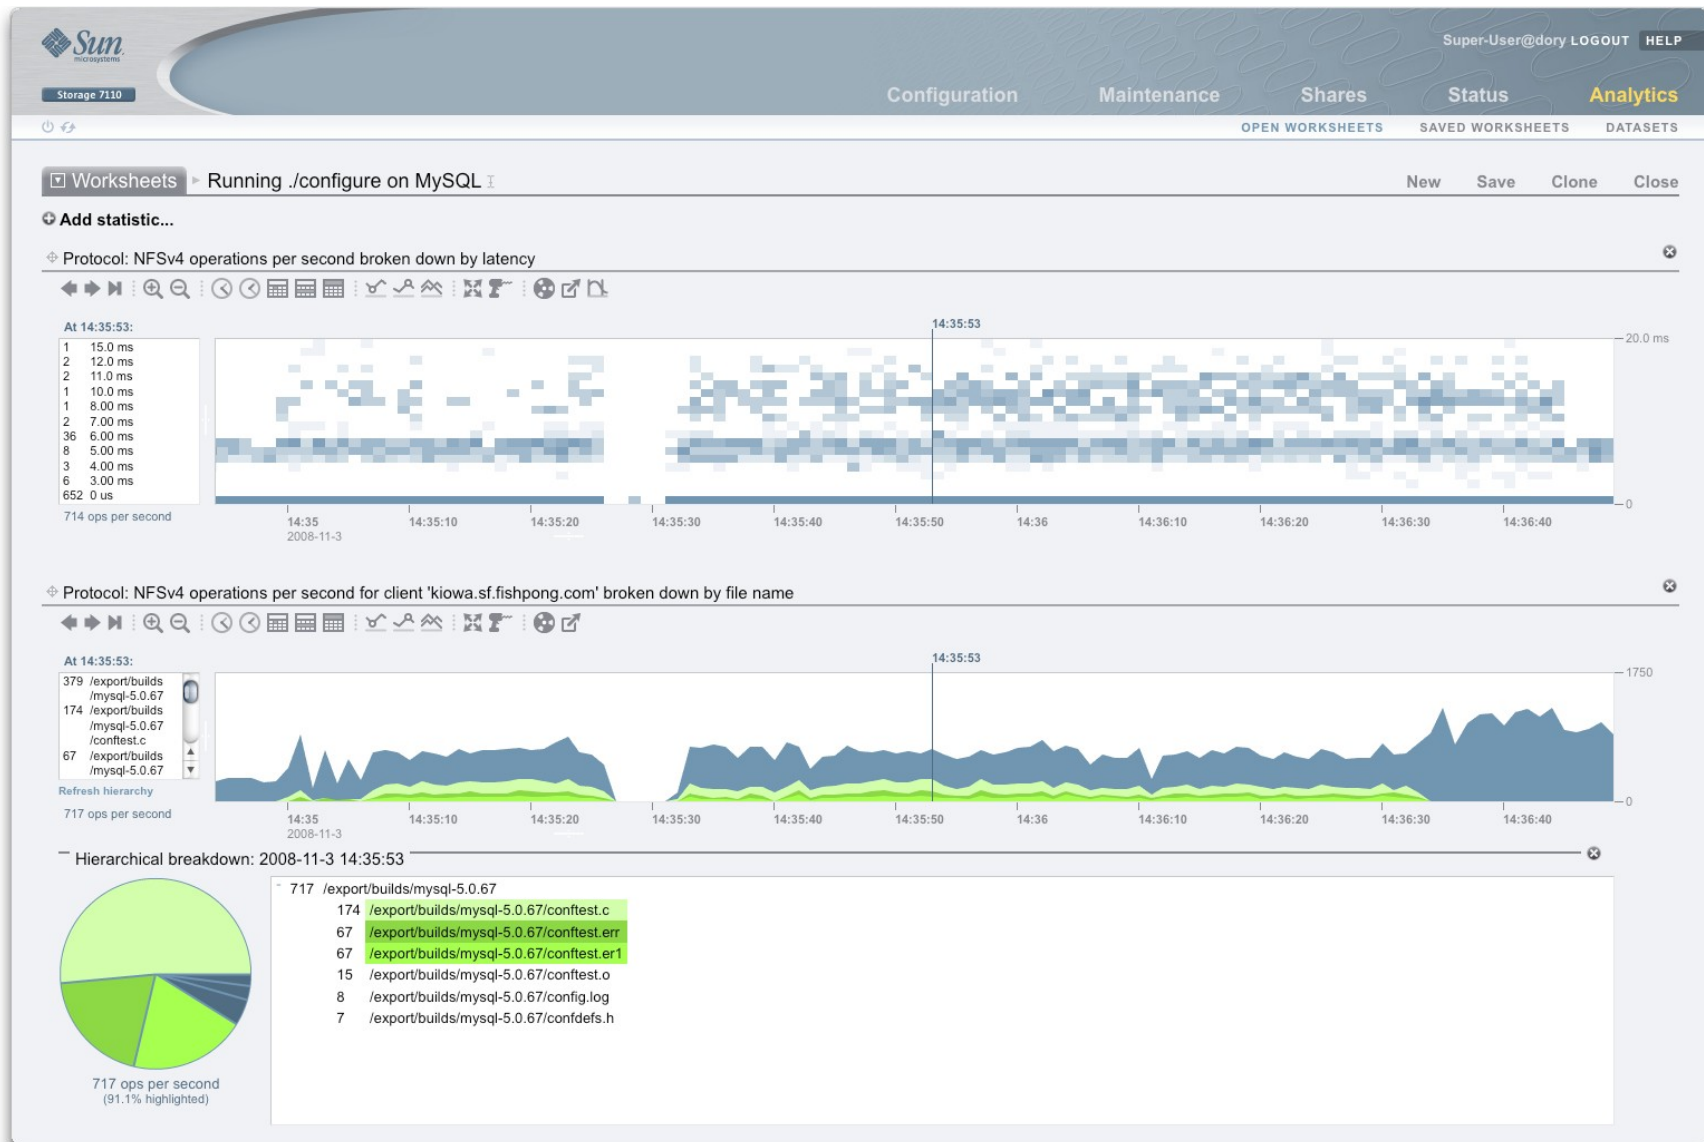 Sun
microsystems
Super-User@dory LOGOUT HELP
Storage 7110
Configuration Maintenance Shares Status Analytics
OPEN WORKSHEETS SAVED WORKSHEETS DATASETS
Worksheets Running ./configure on MySQL
New Save Clone Close
Add statistic...
Protocol: NFSv4 operations per second broken down by latency
At 14:35:53:
14:35:53
1 15.0 ms
2 12.0 ms
2 11.0 ms
1 10.0 ms
1 8.00 ms
2 7.00 ms
36 6.00 ms
8 5.00 ms
3 4.00 ms
6 3.00 ms
652 0 us
714 ops per second
20.0 ms
0
14:35 14:35:10 14:35:20 14:35:30 14:35:40 14:35:50 14:36 14:36:10 14:36:20 14:36:30 14:36:40
2008-11-3
Protocol: NFSv4 operations per second for client 'kiowa.sf.fishpong.com' broken down by file name
At 14:35:53:
14:35:53
379 /export/builds
/mysql-5.0.67
174 /export/builds
/mysql-5.0.67
/conftest.c
67 /export/builds
/mysql-5.0.67
Refresh hierarchy
717 ops per second
1750
0
14:35 14:35:10 14:35:20 14:35:30 14:35:40 14:35:50 14:36 14:36:10 14:36:20 14:36:30 14:36:40
2008-11-3
Hierarchical breakdown: 2008-11-3 14:35:53
717 /export/builds/mysql-5.0.67
174 /export/builds/mysql-5.0.67/conftest.c
67 /export/builds/mysql-5.0.67/conftest.err
67 /export/builds/mysql-5.0.67/conftest.er1
15 /export/builds/mysql-5.0.67/conftest.o
8 /export/builds/mysql-5.0.67/config.log
7 /export/builds/mysql-5.0.67/confdefs.h
717 ops per second
(91.1% highlighted)